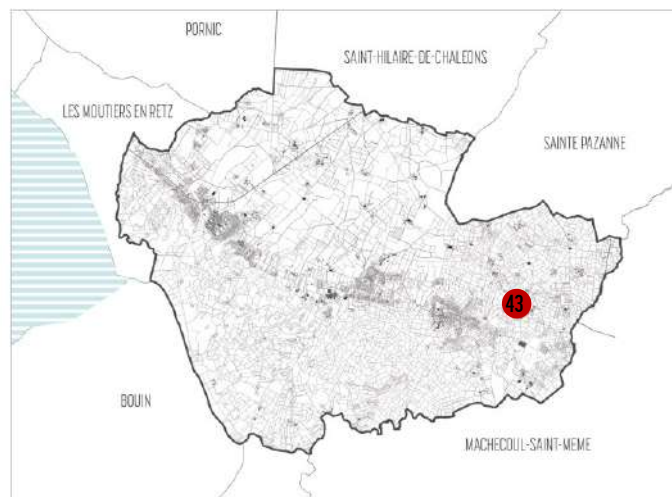 PORNIC
SAINT-HILAIRE-DE-CHALEONS
LES MOUTIERS EN RETZ
SAINTE PAZANNE
43
BOUIN
MACHECOUL-SAINT-MEME